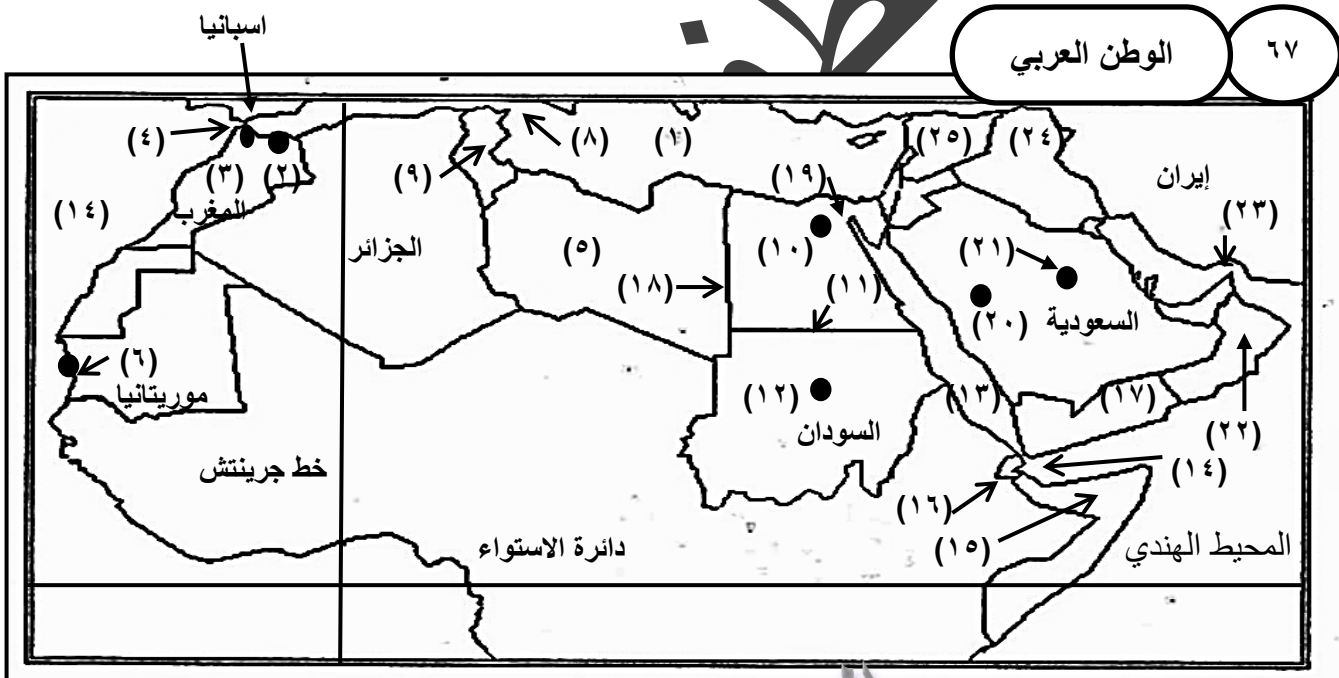 ٦٧
الوطن العربي
اسبانيا
(٤)
(٨)
(١)
(٢٥)
(٢٤)
(٩)
(٣)
(٢)
(١٩)
إيران
(١٤)
المغرب
(٢٣)
الجزائر
(٥)
(١٠)
(٢١)
(١٨)
(١١)
(٢٠)
السعودية
(٦)
موريتانيا
(١٢)
(١٣)
(١٧)
السودان
(٢٢)
خط جرينتش
(١٤)
(١٦)
دائرة الاستواء
(١٥)
المحيط الهندي